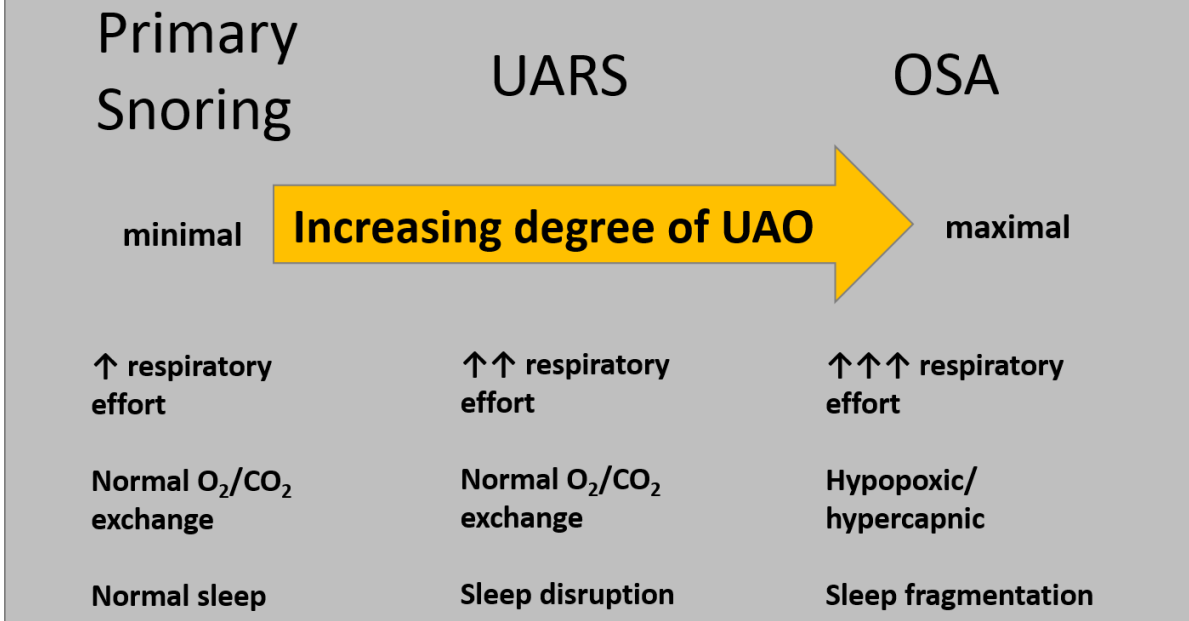 Primary
Snoring
UARS
OSA
minimal
Increasing degree of UAO
maximal
↑ respiratory
effort
↑↑ respiratory
effort
↑↑↑ respiratory
effort
Normal O₂/CO₂
exchange
Normal O₂/CO₂
exchange
Hypopoxic/
hypercapnic
Normal sleep
Sleep disruption
Sleep fragmentation